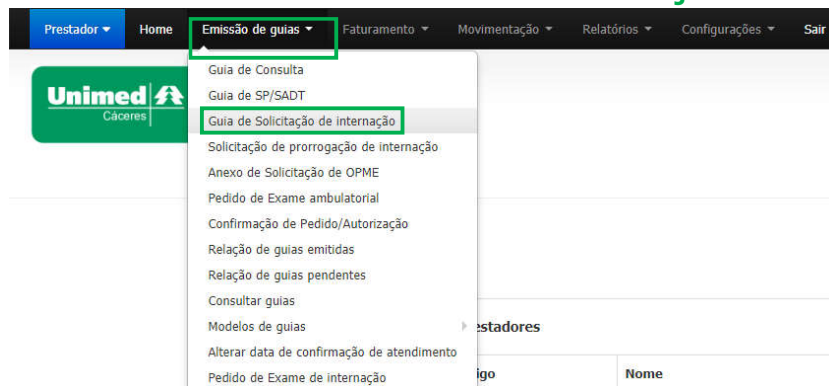 Prestador Home Emissão de guias Faturamento Movimentação Relatórios Configurações Sair
Unimed
Cáceres
Guia de Consulta
Guia de SP/SADT
Guia de Solicitação de internação
Solicitação de prorrogação de internação
Anexo de Solicitação de OPME
Pedido de Exame ambulatorial
Confirmação de Pedido/Autorização
Relação de guias emitidas
Relação de guias pendentes
Consultar guias
Modelos de guias
estadores
Alterar data de confirmação de atendimento
Pedido de Exame de internação
igo Nome